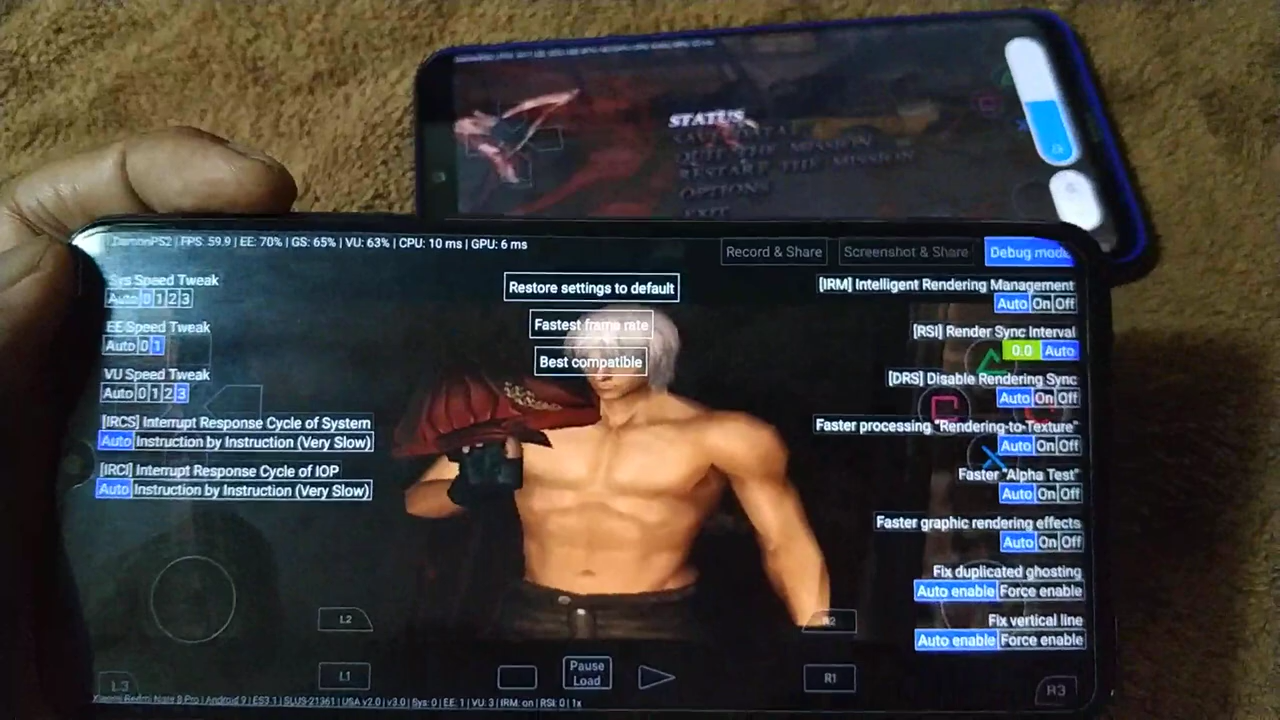 STATUS
QUIT THE MISSION
RESTART THE MISSION
OPTIONS
EXIT
DamonPS2 | FPS: 59.9 | EE: 70% | GS: 65% | VU: 63% | CPU: 10 ms | GPU: 6 ms
Record & Share
Screenshot & Share
Debug mode
Sys Speed Tweak
Auto 0 1 2 3
EE Speed Tweak
Auto 0 1
VU Speed Tweak
Auto 0 1 2 3
[IRCS] Interrupt Response Cycle of System
Auto Instruction by Instruction (Very Slow)
[IRCI] Interrupt Response Cycle of IOP
Auto Instruction by Instruction (Very Slow)
Restore settings to default
Fastest frame rate
Best compatible
[IRM] Intelligent Rendering Management
Auto On Off
[RSI] Render Sync Interval
0.0 Auto
[DRS] Disable Rendering Sync
Auto On Off
Faster processing "Rendering-to-Texture"
Auto On Off
Faster "Alpha Test"
Auto On Off
Faster graphic rendering effects
Auto On Off
Fix duplicated ghosting
Auto enable Force enable
Fix vertical line
Auto enable Force enable
L2
R2
L3
L1
Pause
Load
R1
R3
Xiaomi Redmi Note 8 Pro | Android 9 | ES3.1 | SLUS-21361 | USA v2.0 | v3.0 | Sys: 0 | EE: 1 | VU: 3 | IRM: on | RSI: 0 | 1x